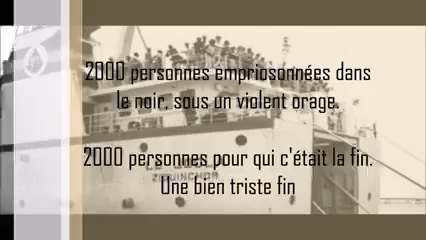 2000 personnes empriosonnées dans
le noir, sous un violent orage.
2000 personnes pour qui c'était la fin.
Une bien triste fin
ZIGUINCHOR